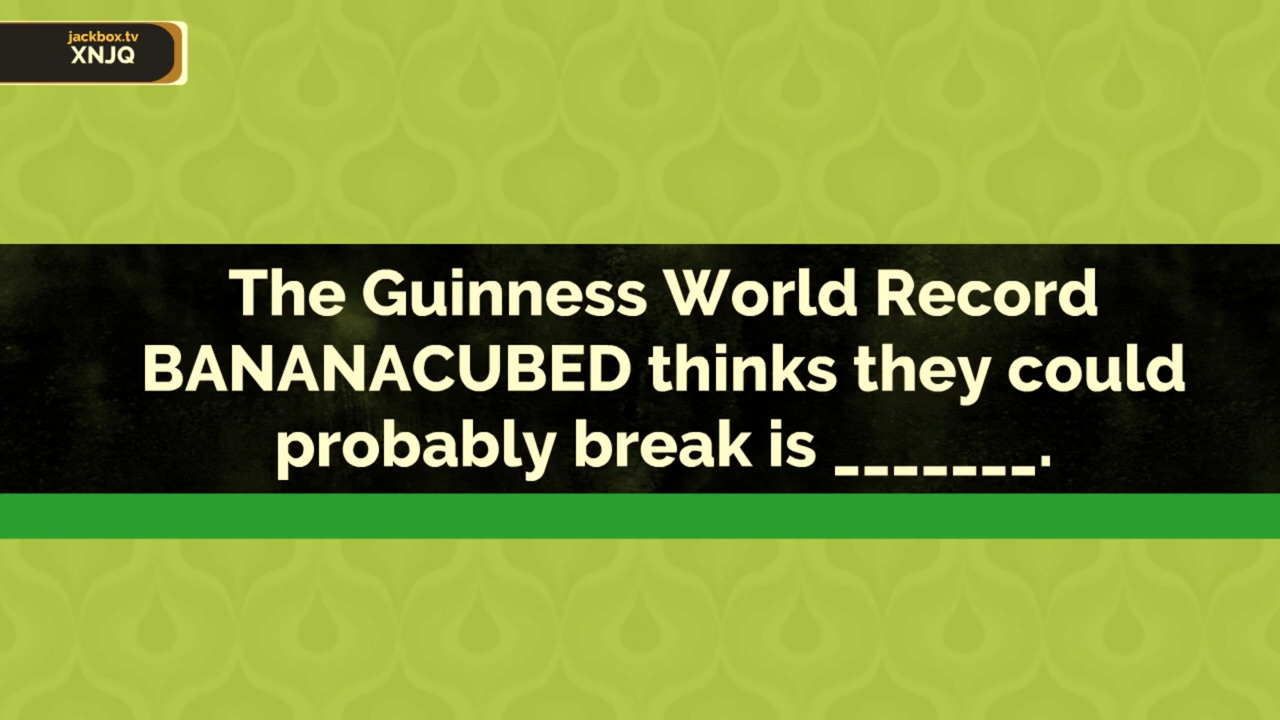 jackbox.tv
XNJQ
The Guinness World Record
BANANACUBED thinks they could
probably break is _______.